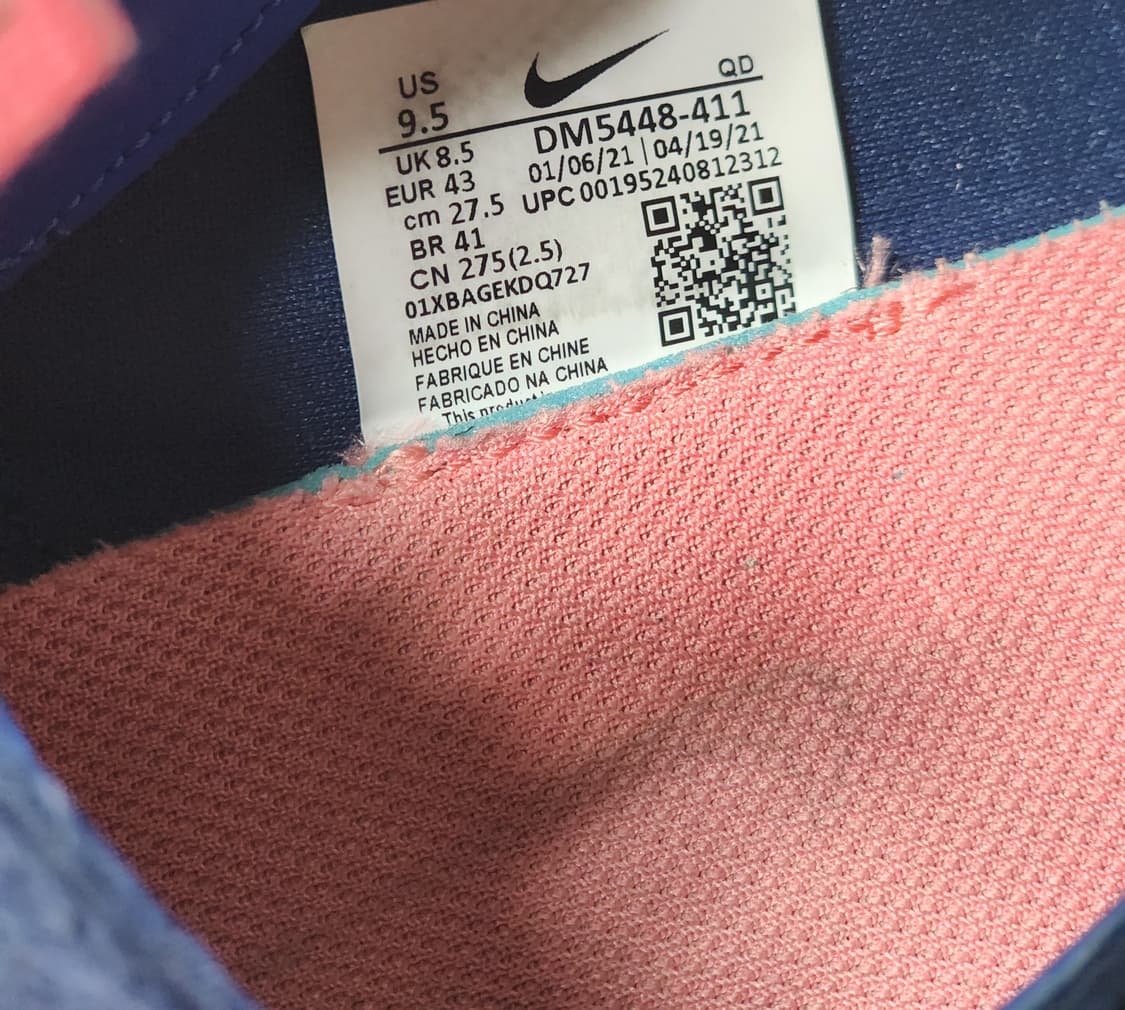 US
9.5
QD
UK 8.5
DM5448-411
EUR 43
01/06/21 | 04/19/21
cm 27.5
UPC 00195240812312
BR 41
CN 275(2.5)
01XBAGEKDQ727
MADE IN CHINA
HECHO EN CHINA
FABRIQUE EN CHINE
FABRICADO NA CHINA
This product